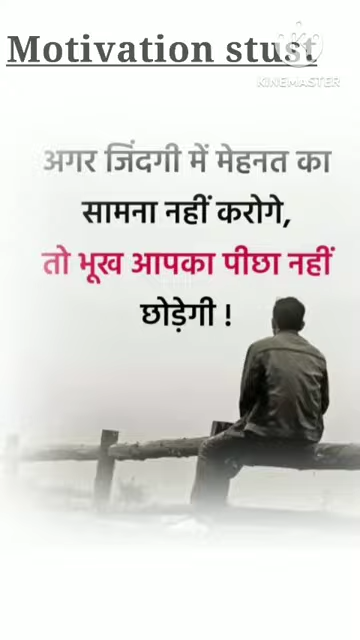 Motivation stust
KINEMASTER
अगर जिंदगी में मेहनत का
सामना नहीं करोगे,
तो भूख आपका पीछा नहीं
छोड़ेगी !